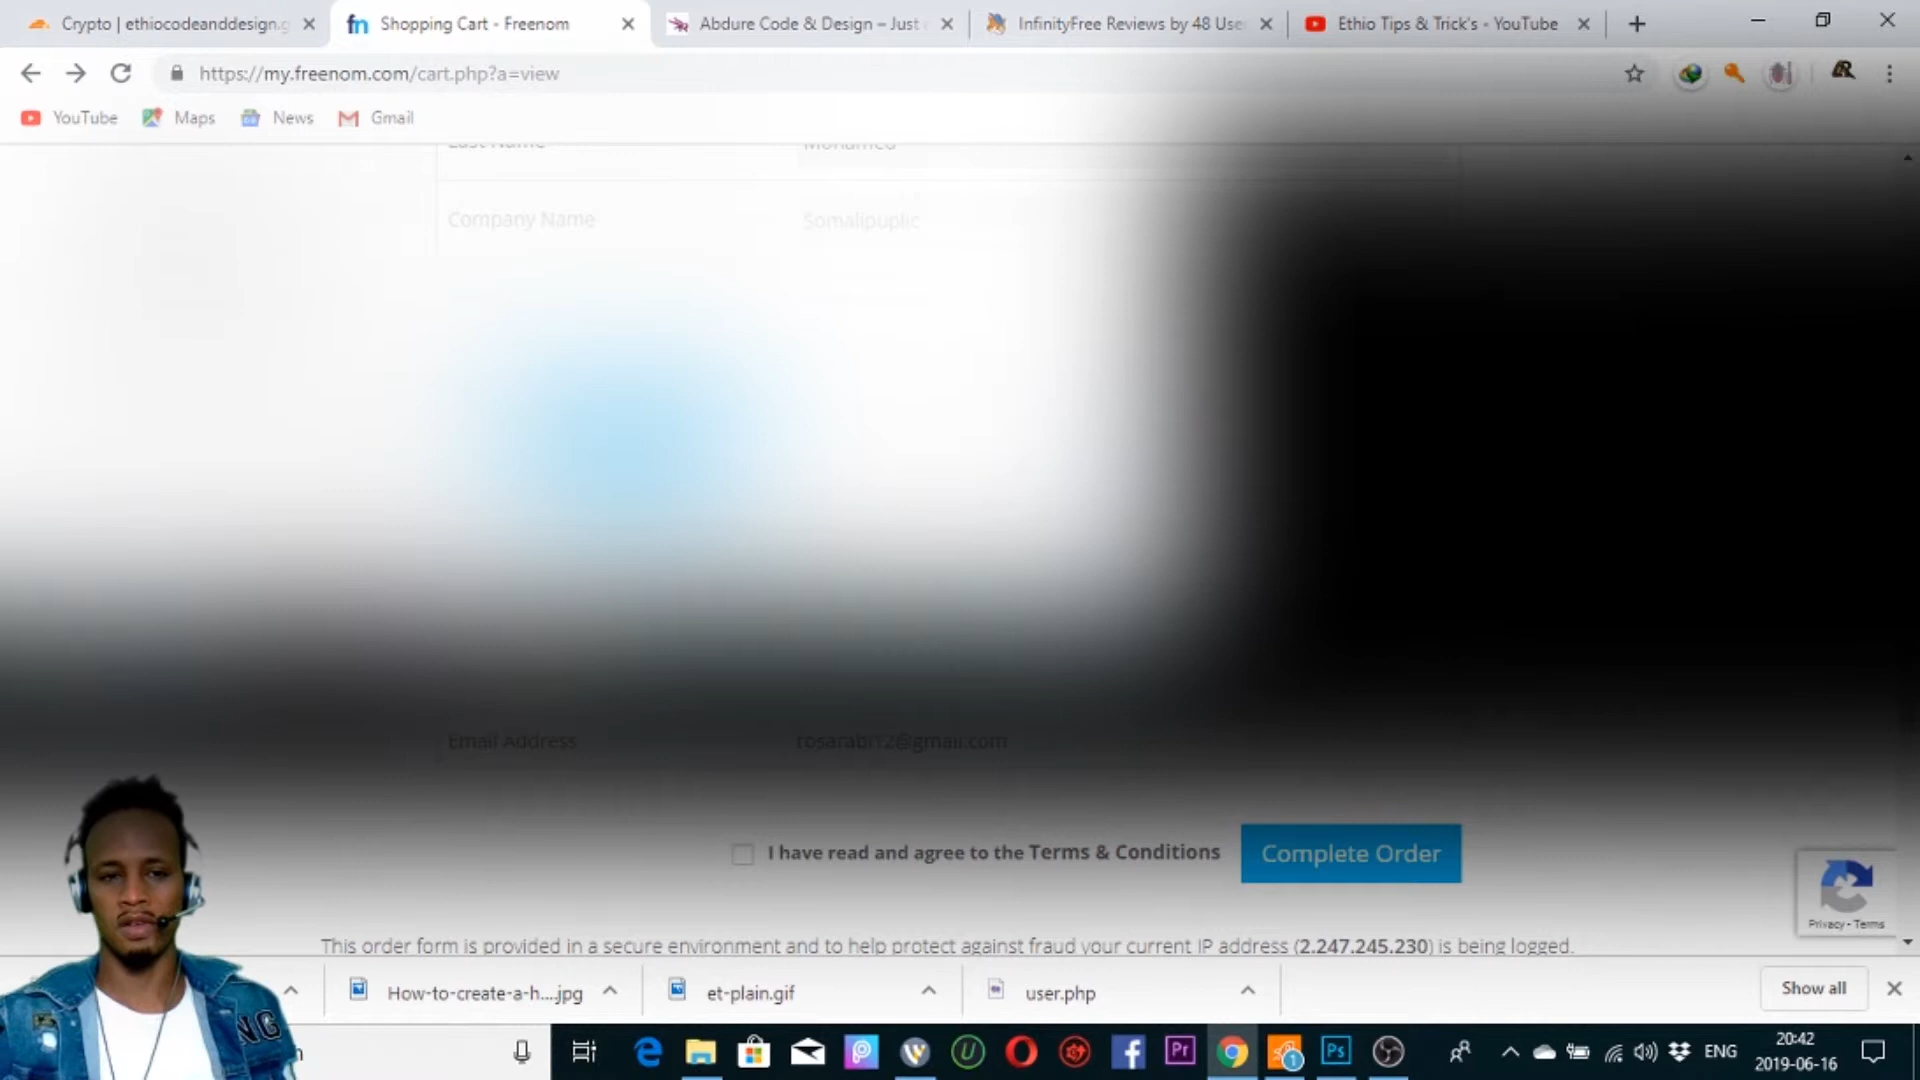 Crypto | ethiocodeanddesign.g
Shopping Cart - Freenom
Abdure Code & Design – Just
InfinityFree Reviews by 48 Use
Ethio Tips & Trick's - YouTube
https://my.freenom.com/cart.php?a=view
YouTube
Maps
News
Gmail
Last Name
Mohamed
Company Name
Somalipuplic
Email Address
I have read and agree to the Terms & Conditions
Complete Order
Privacy - Terms
This order form is provided in a secure environment and to help protect against fraud your current IP address (2.247.245.230) is being logged.
How-to-create-a-h....jpg
et-plain.gif
user.php
Show all
NG
ENG
20:42
2019-06-16